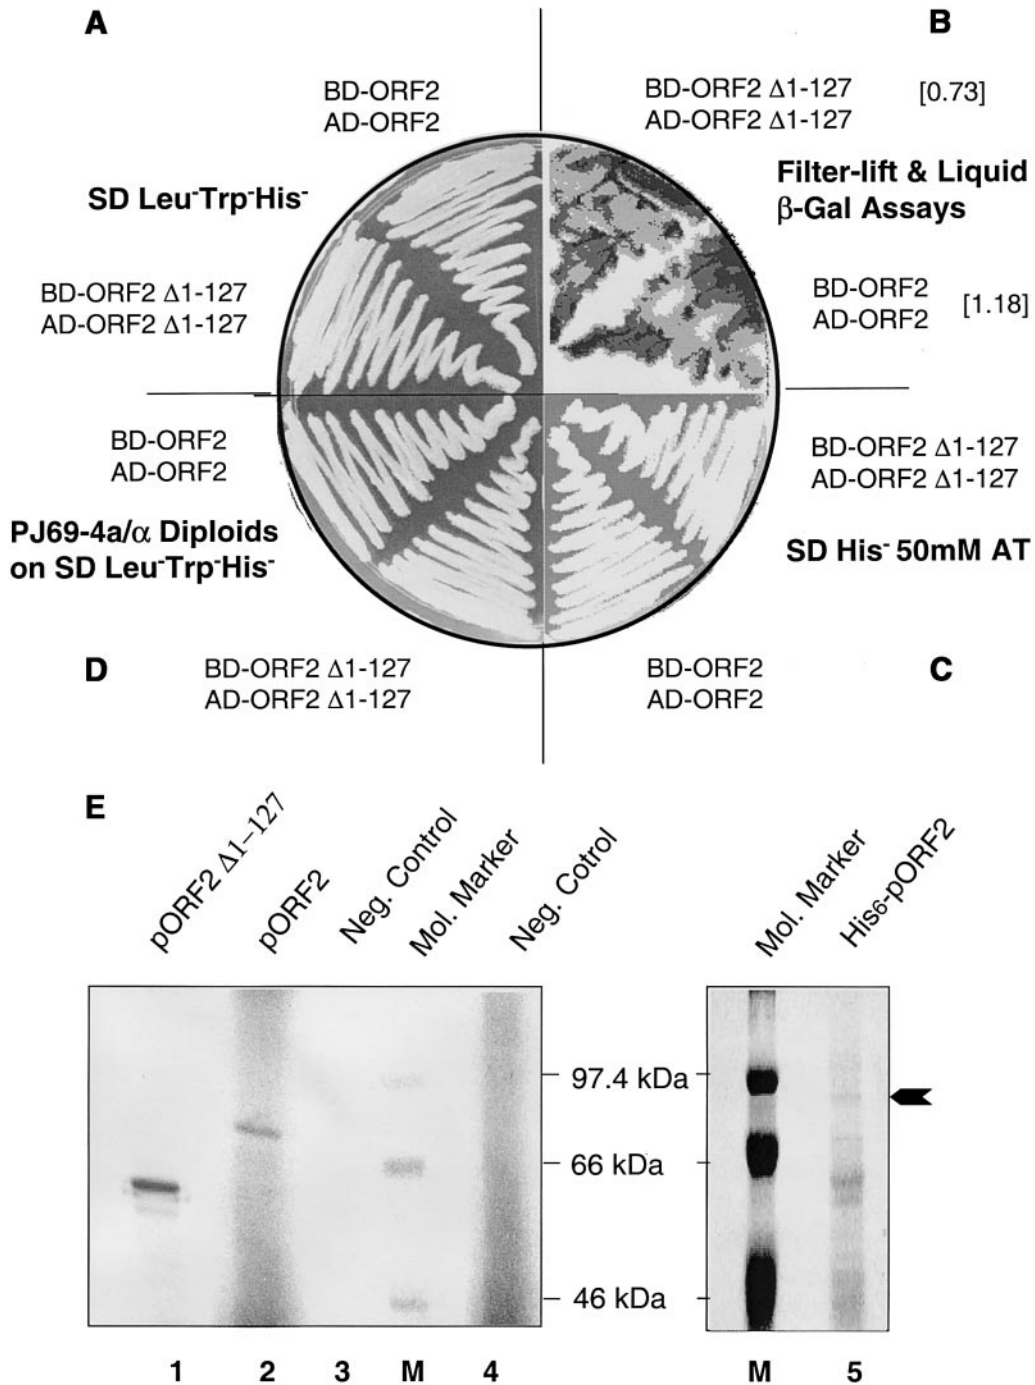 A
B
BD-ORF2
AD-ORF2
BD-ORF2 Δ1-127
AD-ORF2 Δ1-127
[0.73]
SD Leu⁻Trp⁻His⁻
Filter-lift & Liquid
β-Gal Assays
BD-ORF2 Δ1-127
AD-ORF2 Δ1-127
BD-ORF2
AD-ORF2
[1.18]
BD-ORF2
AD-ORF2
BD-ORF2 Δ1-127
AD-ORF2 Δ1-127
PJ69-4a/α Diploids
on SD Leu⁻Trp⁻His⁻
SD His⁻ 50mM AT
D
BD-ORF2 Δ1-127
AD-ORF2 Δ1-127
BD-ORF2
AD-ORF2
C
E
pORF2 Δ1–127
pORF2
Neg. Control
Mol. Marker
Neg. Cotrol
Mol. Marker
His₆-pORF2
97.4 kDa
66 kDa
46 kDa
1 2 3 M 4 M 5